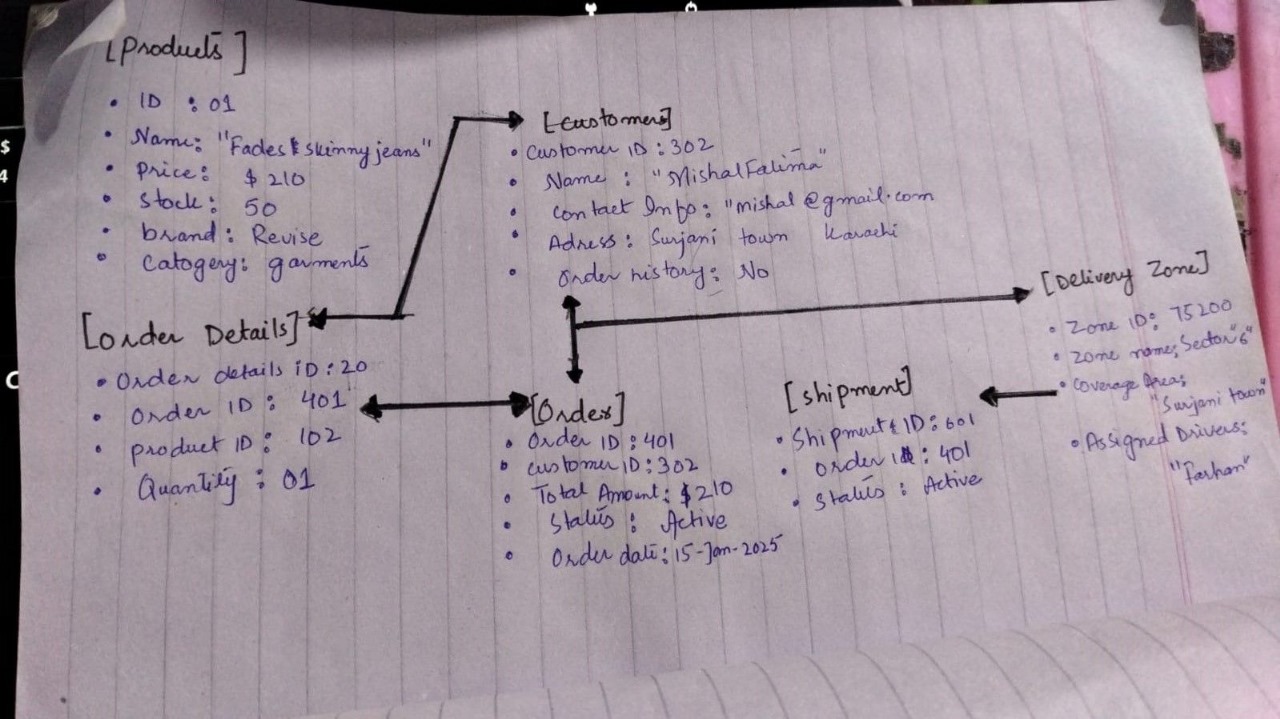 [Products]
• ID : 01
• Name: "Fades skinny jeans"
• Price: $ 210
• Stock: 50
• brand: Revise
• Catogery: garments
[Customers]
• Customer ID : 302
• Name : "Mishal Fatima"
• Contact Info: "mishal@gmail.com
• Adress: Surjani town Karachi
• Order history: No
[Order Details]
• Order details iD : 20
• Order ID: 401
• product ID: 102
• Quantity : 01
[Order]
• Order ID : 401
• customer ID: 302
• Total Amount: $210
• Status : Active
• Order date: 15-Jan-2025
[Shipment]
• Shipment ID: 601
• Order : 401
• Status : Active
[Delivery Zone]
• Zone ID: 75200
• Zone name; Sector "6"
• Coverage Area;
"Surjani town"
• Assigned Drivers;
"Farhan"
$
4